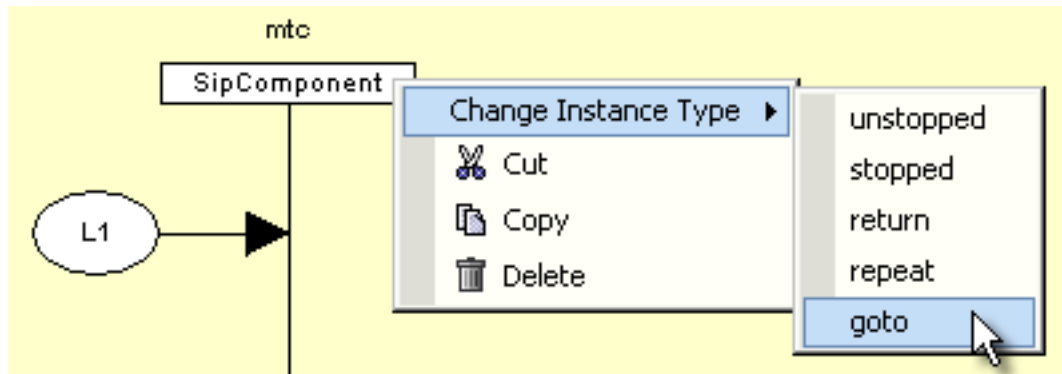 mtc
SipComponent
L1
Change Instance Type
Cut
Copy
Delete
unstopped
stopped
return
repeat
goto